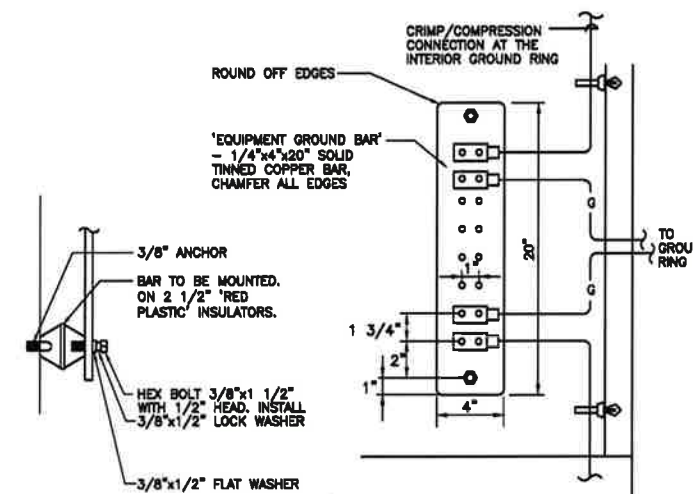 CRIMP/COMPRESSION
CONNECTION AT THE
INTERIOR GROUND RING
ROUND OFF EDGES
'EQUIPMENT GROUND BAR'
- 1/4"x4"x20" SOLID
TINNED COPPER BAR,
CHAMFER ALL EDGES
G
TO
GROU
RING
20"
1"
G
3/8" ANCHOR
BAR TO BE MOUNTED.
ON 2 1/2" 'RED
PLASTIC' INSULATORS.
1 3/4"
2"
1"
4"
HEX BOLT 3/8"x1 1/2"
WITH 1/2" HEAD. INSTALL
3/8"x1/2" LOCK WASHER
3/8"x1/2" FLAT WASHER